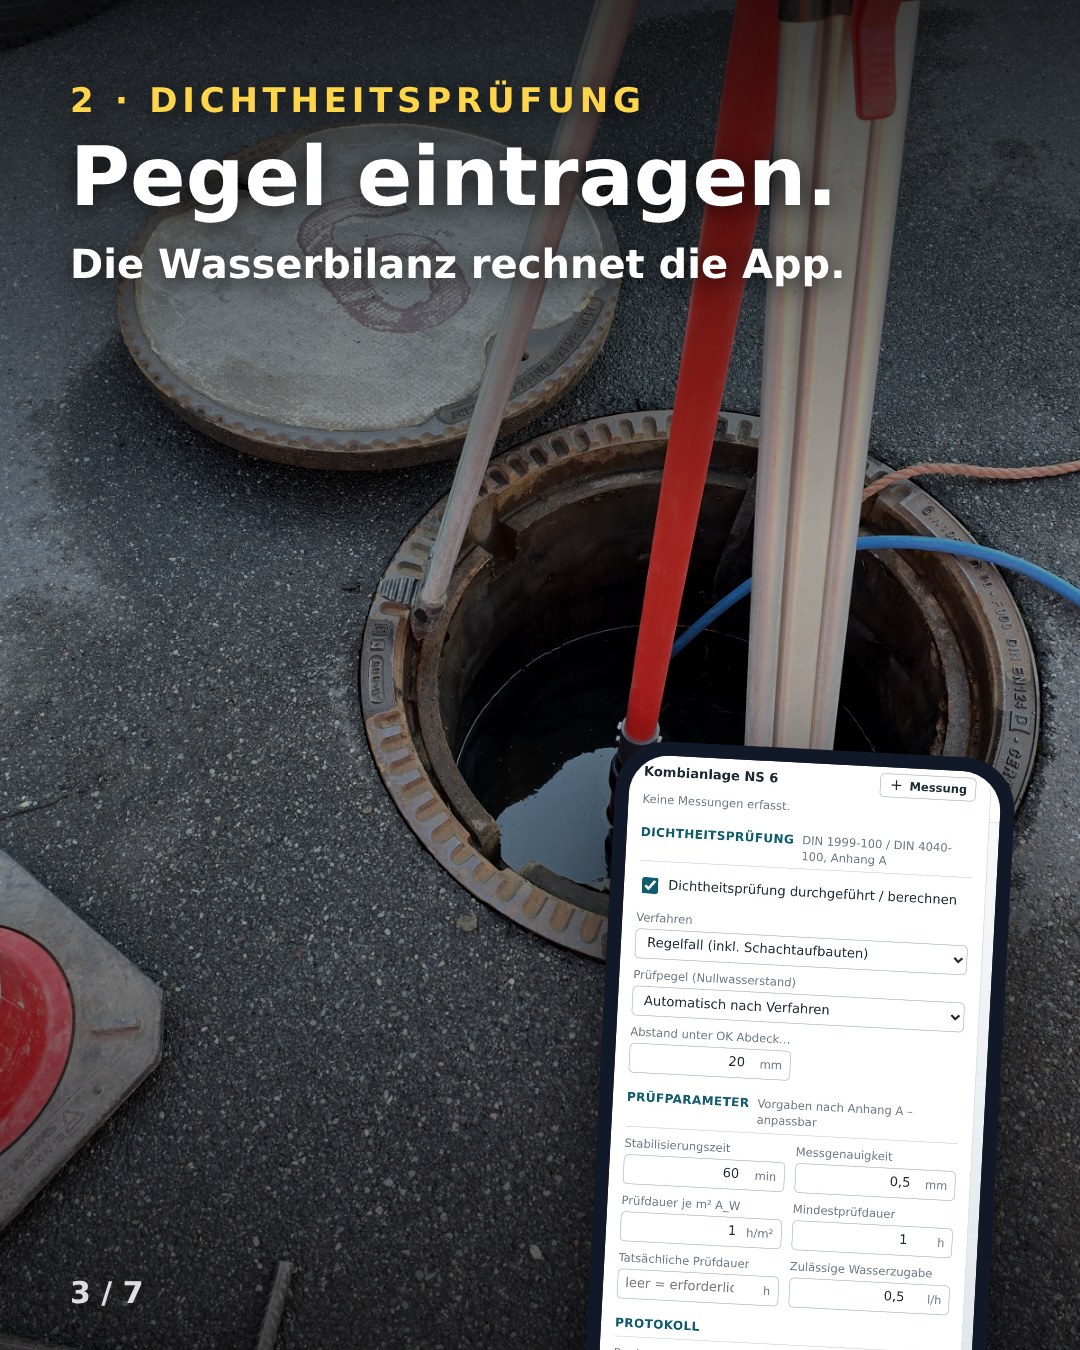 2 · DICHTHEITSPRÜFUNG
Pegel eintragen.
Die Wasserbilanz rechnet die App.
6
DIN EN124 D
Kombianlage NS 6
+ Messung
Keine Messungen erfasst.
DICHTHEITSPRÜFUNG DIN 1999-100 / DIN 4040-
100, Anhang A
Dichtheitsprüfung durchgeführt / berechnen
Verfahren
Regelfall (inkl. Schachtaufbauten)
Prüfpegel (Nullwasserstand)
Automatisch nach Verfahren
Abstand unter OK Abdeck...
20 mm
PRÜFPARAMETER Vorgaben nach Anhang A –
anpassbar
Stabilisierungszeit Messgenauigkeit
60 min 0,5 mm
Prüfdauer je m² A_W Mindestprüfdauer
1 h/m² 1 h
Tatsächliche Prüfdauer Zulässige Wasserzugabe
leer = erforderlic h 0,5 l/h
PROTOKOLL
3 / 7